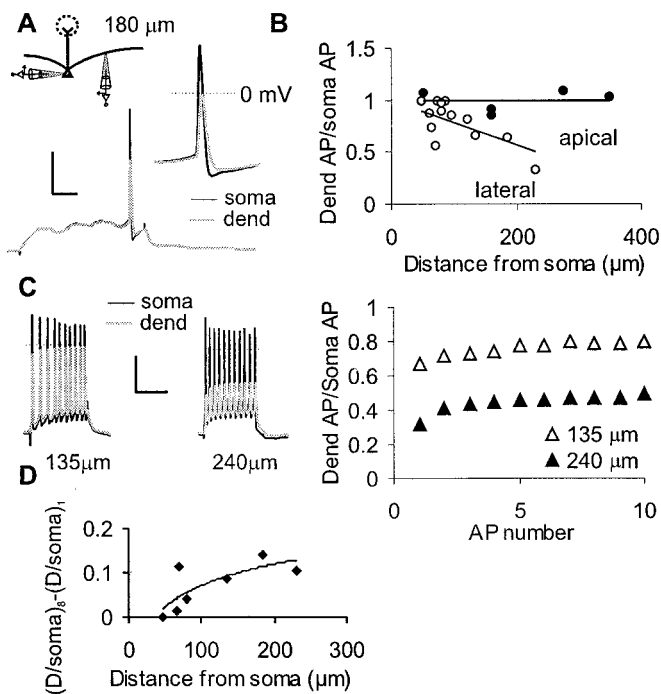 A
180 µm
0 mV
soma
dend
B
Dend AP/soma AP
1.5
1
0.5
0
0
200
400
apical
lateral
Distance from soma (µm)
C
soma
dend
135µm
240µm
Dend AP/Soma AP
0.8
0.6
0.4
0.2
0
0
5
10
135 µm
240 µm
AP number
D
(D/soma)₈-(D/soma)₁
0.2
0.1
0
0
100
200
300
Distance from soma (µm)